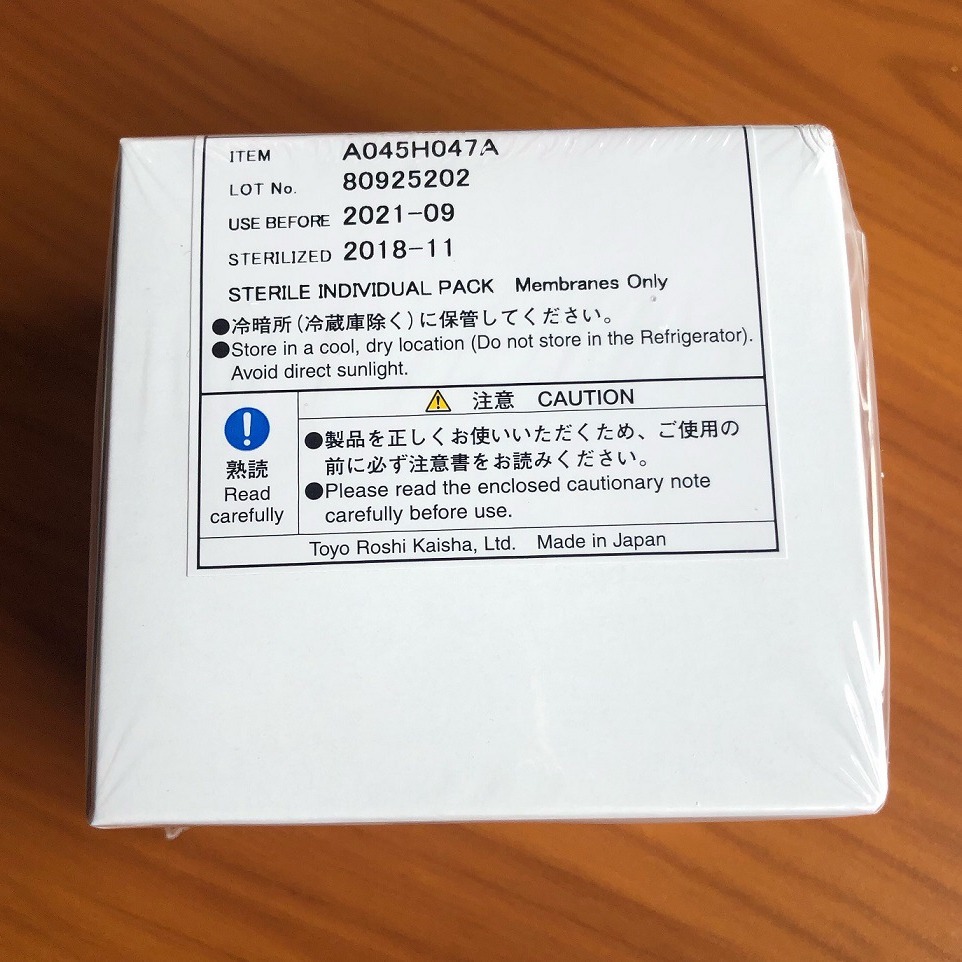 ITEM A045H047A
LOT No. 80925202
USE BEFORE 2021-09
STERILIZED 2018-11
STERILE INDIVIDUAL PACK Membranes Only
●冷暗所(冷蔵庫除く)に保管してください。
●Store in a cool, dry location (Do not store in the Refrigerator).
Avoid direct sunlight.
注意 CAUTION
熟読
Read
carefully
●製品を正しくお使いいただくため、ご使用の
前に必ず注意書をお読みください。
●Please read the enclosed cautionary note
carefully before use.
Toyo Roshi Kaisha, Ltd. Made in Japan